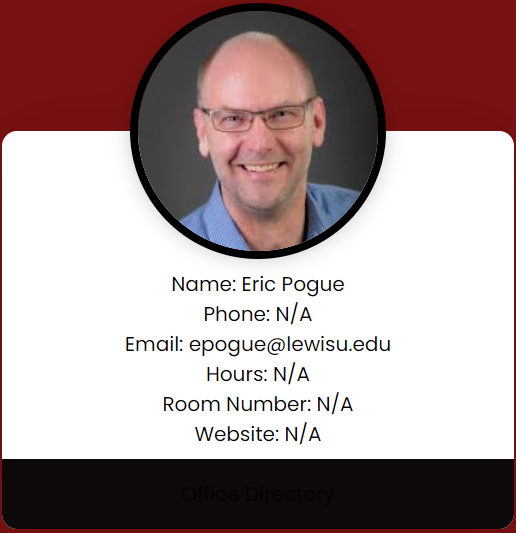 Name: Eric Pogue
Phone: N/A
Email: epogue@lewisu.edu
Hours: N/A
Room Number: N/A
Website: N/A
Office Directory